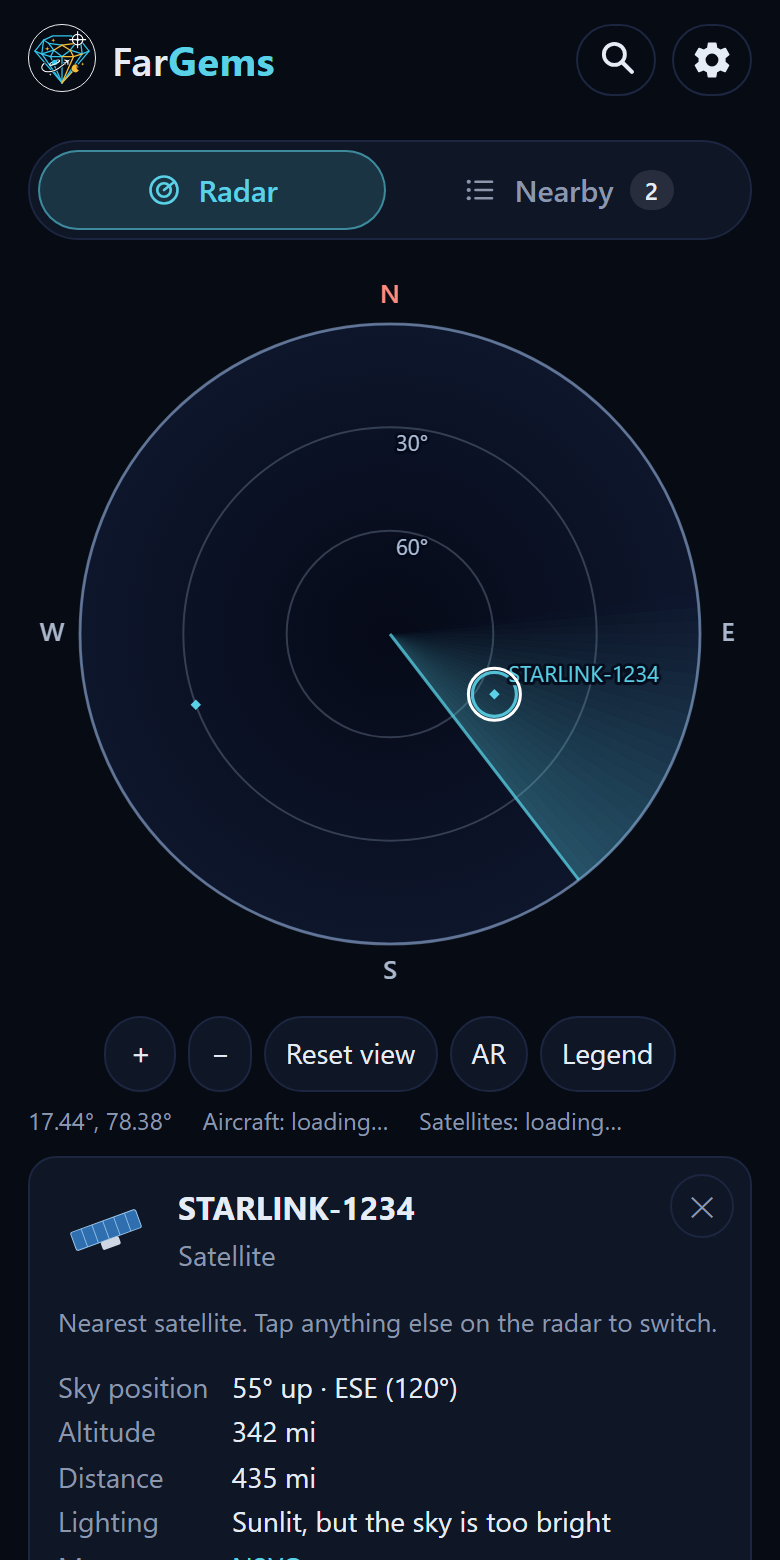 FarGems
Radar
Nearby 2
N
30°
60°
W
E
STARLINK-1234
S
+ − Reset view AR Legend
17.44°, 78.38° Aircraft: loading... Satellites: loading...
STARLINK-1234
Satellite
Nearest satellite. Tap anything else on the radar to switch.
Sky position 55° up · ESE (120°)
Altitude 342 mi
Distance 435 mi
Lighting Sunlit, but the sky is too bright